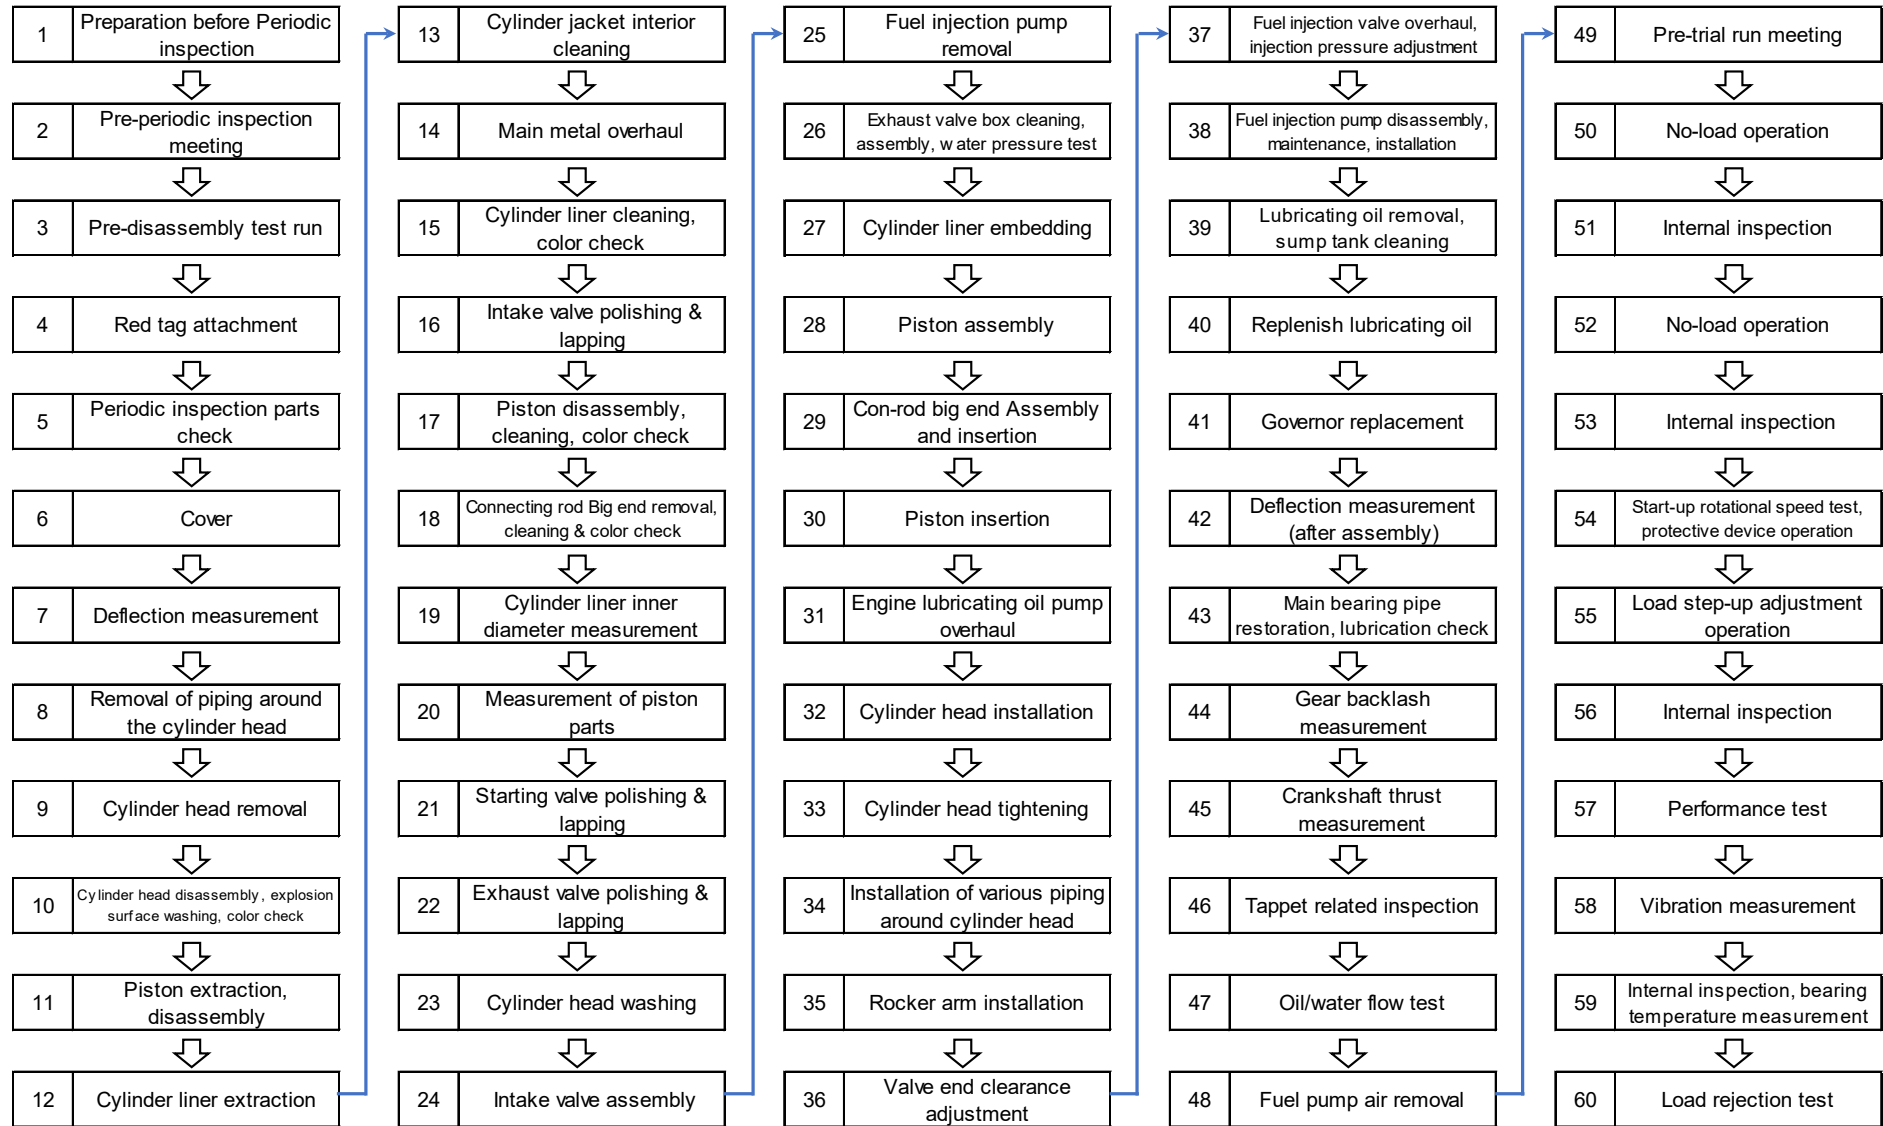 1
Preparation before Periodic
inspection
2
Pre-periodic inspection
meeting
3
Pre-disassembly test run
4
Red tag attachment
5
Periodic inspection parts
check
6
Cover
7
Deflection measurement
8
Removal of piping around
the cylinder head
9
Cylinder head removal
10
Cylinder head disassembly, explosion
surface washing, color check
11
Piston extraction,
disassembly
12
Cylinder liner extraction
13
Cylinder jacket interior
cleaning
14
Main metal overhaul
15
Cylinder liner cleaning,
color check
16
Intake valve polishing &
lapping
17
Piston disassembly,
cleaning, color check
18
Connecting rod Big end removal,
cleaning & color check
19
Cylinder liner inner
diameter measurement
20
Measurement of piston
parts
21
Starting valve polishing &
lapping
22
Exhaust valve polishing &
lapping
23
Cylinder head washing
24
Intake valve assembly
25
Fuel injection pump
removal
26
Exhaust valve box cleaning,
assembly, water pressure test
27
Cylinder liner embedding
28
Piston assembly
29
Con-rod big end Assembly
and insertion
30
Piston insertion
31
Engine lubricating oil pump
overhaul
32
Cylinder head installation
33
Cylinder head tightening
34
Installation of various piping
around cylinder head
35
Rocker arm installation
36
Valve end clearance
adjustment
37
Fuel injection valve overhaul,
injection pressure adjustment
38
Fuel injection pump disassembly,
maintenance, installation
39
Lubricating oil removal,
sump tank cleaning
40
Replenish lubricating oil
41
Governor replacement
42
Deflection measurement
(after assembly)
43
Main bearing pipe
restoration, lubrication check
44
Gear backlash
measurement
45
Crankshaft thrust
measurement
46
Tappet related inspection
47
Oil/water flow test
48
Fuel pump air removal
49
Pre-trial run meeting
50
No-load operation
51
Internal inspection
52
No-load operation
53
Internal inspection
54
Start-up rotational speed test,
protective device operation
55
Load step-up adjustment
operation
56
Internal inspection
57
Performance test
58
Vibration measurement
59
Internal inspection, bearing
temperature measurement
60
Load rejection test